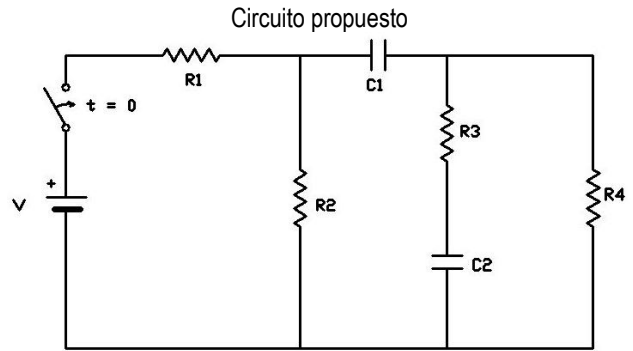 Circuito propuesto
R1
C1
t = 0
R3
+
V
R2
R4
C2